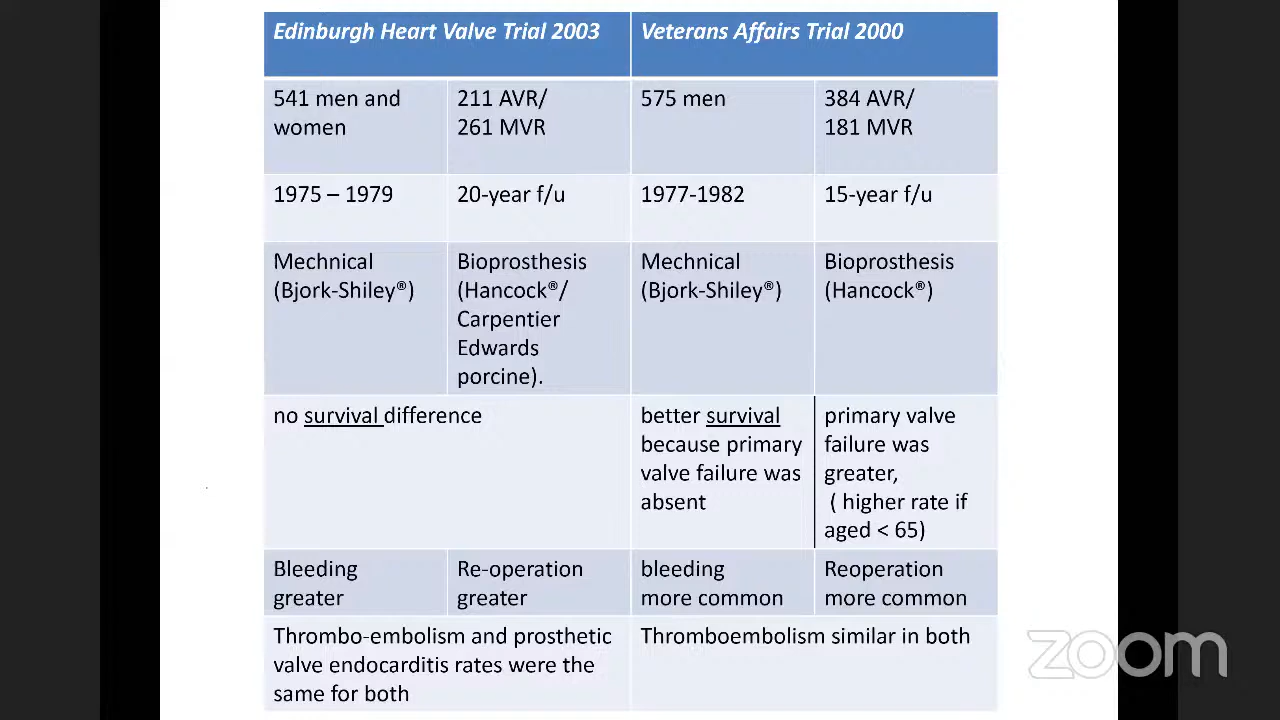 Edinburgh Heart Valve Trial 2003
Veterans Affairs Trial 2000
541 men and
women
211 AVR/
261 MVR
575 men
384 AVR/
181 MVR
1975 – 1979
20-year f/u
1977-1982
15-year f/u
Mechnical
(Bjork-Shiley®)
Bioprosthesis
(Hancock®/
Carpentier
Edwards
porcine).
Mechnical
(Bjork-Shiley®)
Bioprosthesis
(Hancock®)
no survival difference
better survival
because primary
valve failure was
absent
primary valve
failure was
greater,
( higher rate if
aged < 65)
Bleeding
greater
Re-operation
greater
bleeding
more common
Reoperation
more common
Thrombo-embolism and prosthetic
valve endocarditis rates were the
same for both
Thromboembolism similar in both
zoom